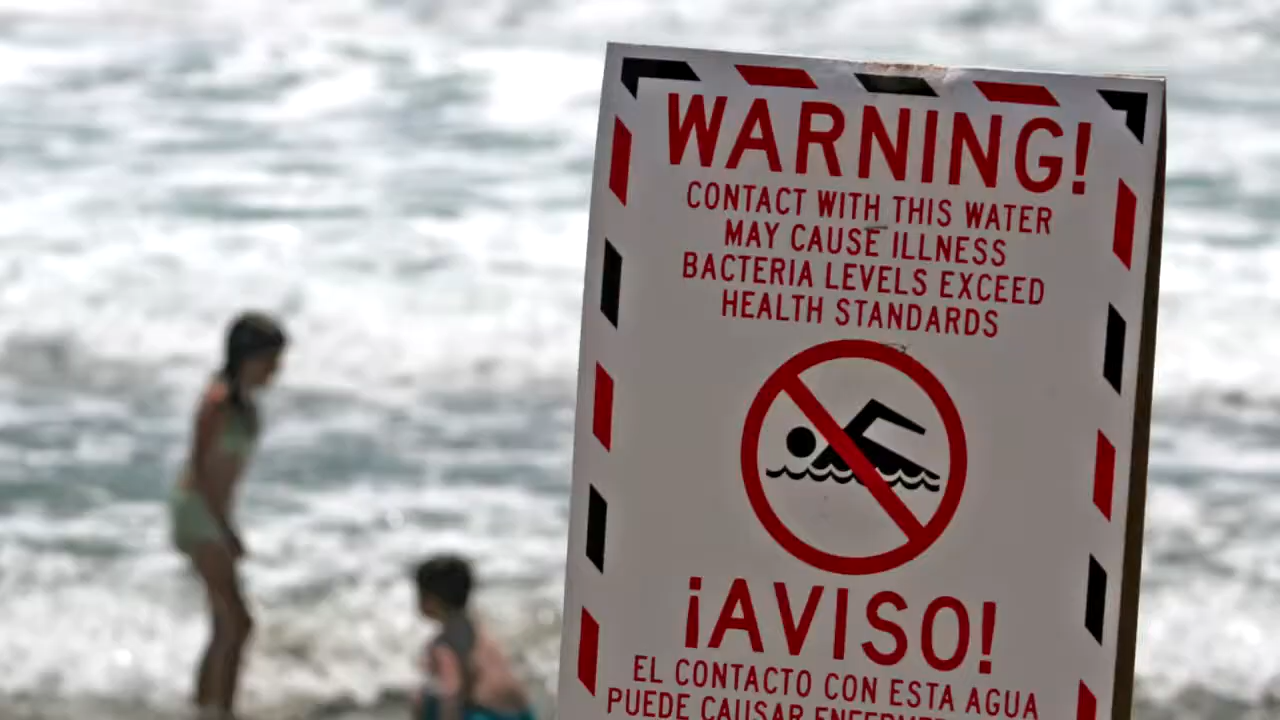 WARNING!
CONTACT WITH THIS WATER
MAY CAUSE ILLNESS
BACTERIA LEVELS EXCEED
HEALTH STANDARDS
¡AVISO!
EL CONTACTO CON ESTA AGUA
PUEDE CAUSAR